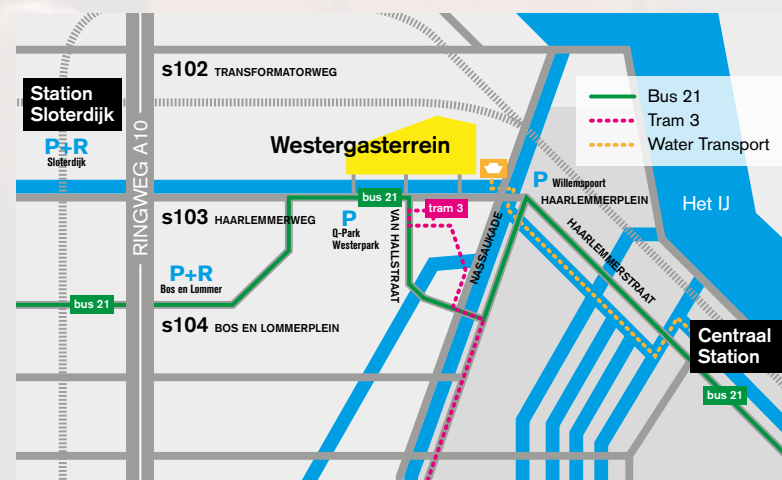 s102 TRANSFORMATORWEG
Station
Sloterdijk
P+R
Sloterdijk
RINGWEG A10
Westergasterrein
Bus 21
Tram 3
Water Transport
P Willemspoort
HAARLEMMERPLEIN
Het IJ
bus 21
tram 3
s103 HAARLEMMERWEG
P
Q-Park
Westerpark
VAN HALLSTRAAT
NASSAUKADE
HAARLEMMERSTRAAT
P+R
Bos en Lommer
bus 21
s104 BOS EN LOMMERPLEIN
Centraal
Station
bus 21